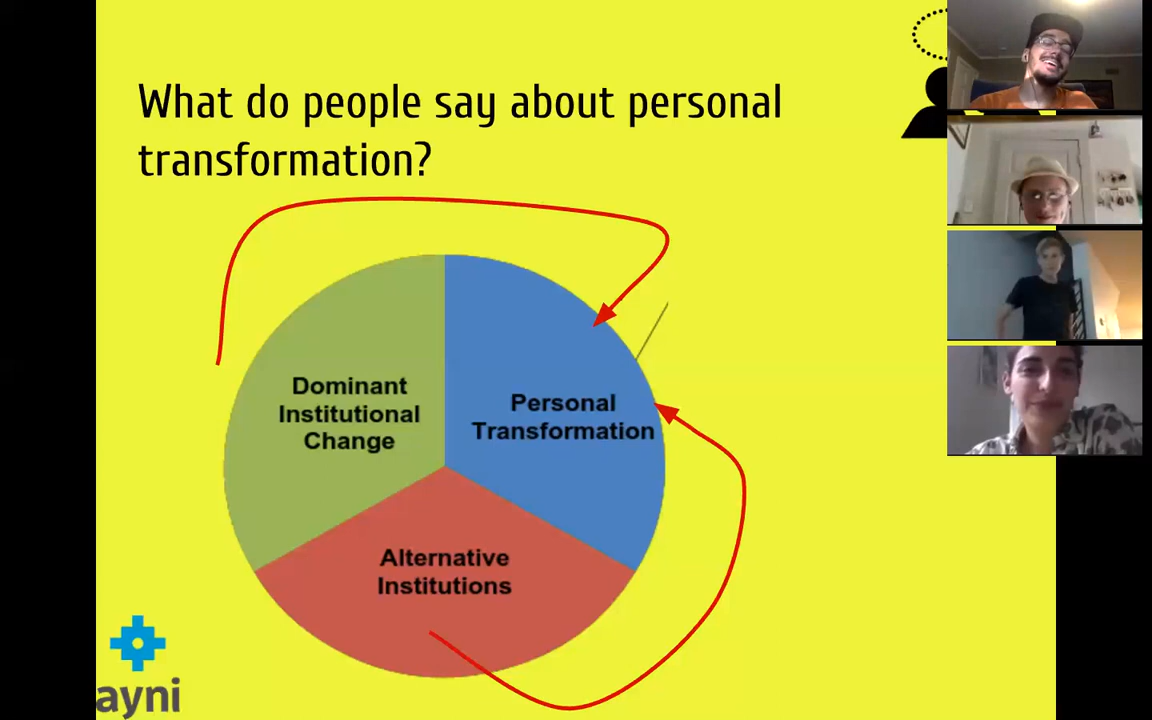 What do people say about personal
transformation?
Dominant
Institutional
Change
Personal
Transformation
Alternative
Institutions
ayni